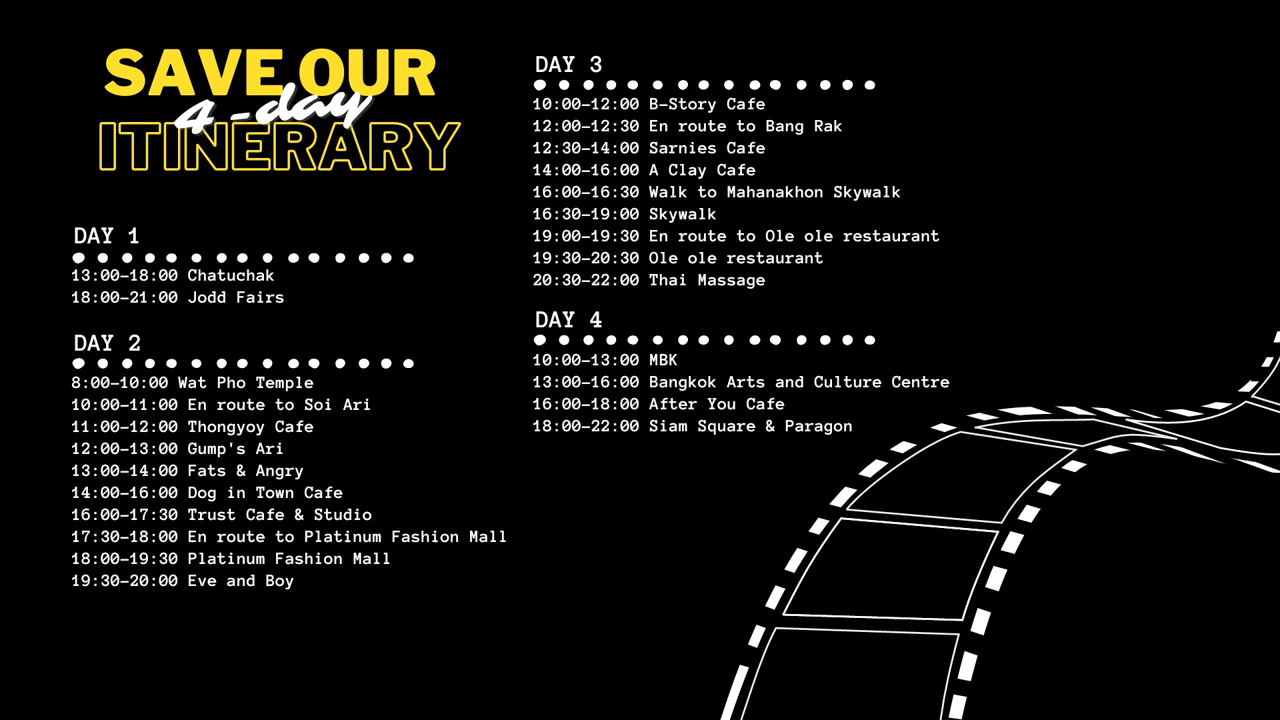 SAVE OUR
4-day
ITINERARY
DAY 1
13:00-18:00 Chatuchak
18:00-21:00 Jodd Fairs
DAY 2
8:00-10:00 Wat Pho Temple
10:00-11:00 En route to Soi Ari
11:00-12:00 Thongyoy Cafe
12:00-13:00 Gump's Ari
13:00-14:00 Fats & Angry
14:00-16:00 Dog in Town Cafe
16:00-17:30 Trust Cafe & Studio
17:30-18:00 En route to Platinum Fashion Mall
18:00-19:30 Platinum Fashion Mall
19:30-20:00 Eve and Boy
DAY 3
10:00-12:00 B-Story Cafe
12:00-12:30 En route to Bang Rak
12:30-14:00 Sarnies Cafe
14:00-16:00 A Clay Cafe
16:00-16:30 Walk to Mahanakhon Skywalk
16:30-19:00 Skywalk
19:00-19:30 En route to Ole ole restaurant
19:30-20:30 Ole ole restaurant
20:30-22:00 Thai Massage
DAY 4
10:00-13:00 MBK
13:00-16:00 Bangkok Arts and Culture Centre
16:00-18:00 After You Cafe
18:00-22:00 Siam Square & Paragon